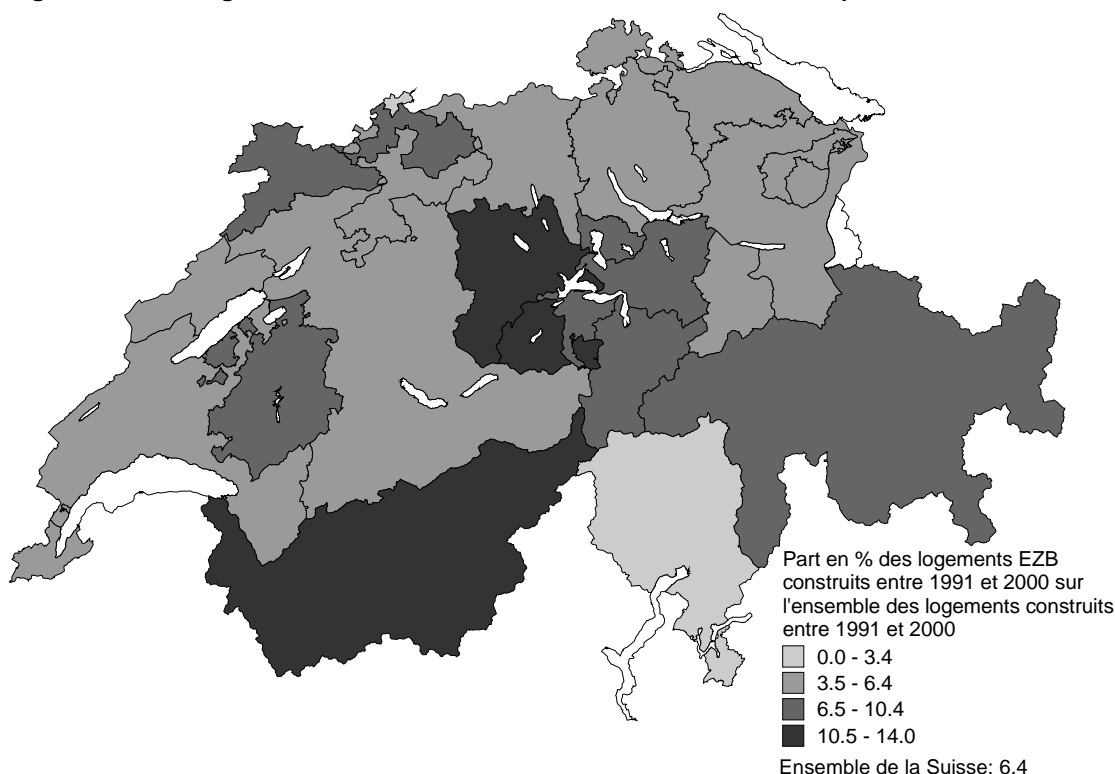 Part en % des logements EZB
construits entre 1991 et 2000 sur
l'ensemble des logements construits
entre 1991 et 2000
0.0 - 3.4
3.5 - 6.4
6.5 - 10.4
10.5 - 14.0
Ensemble de la Suisse: 6.4